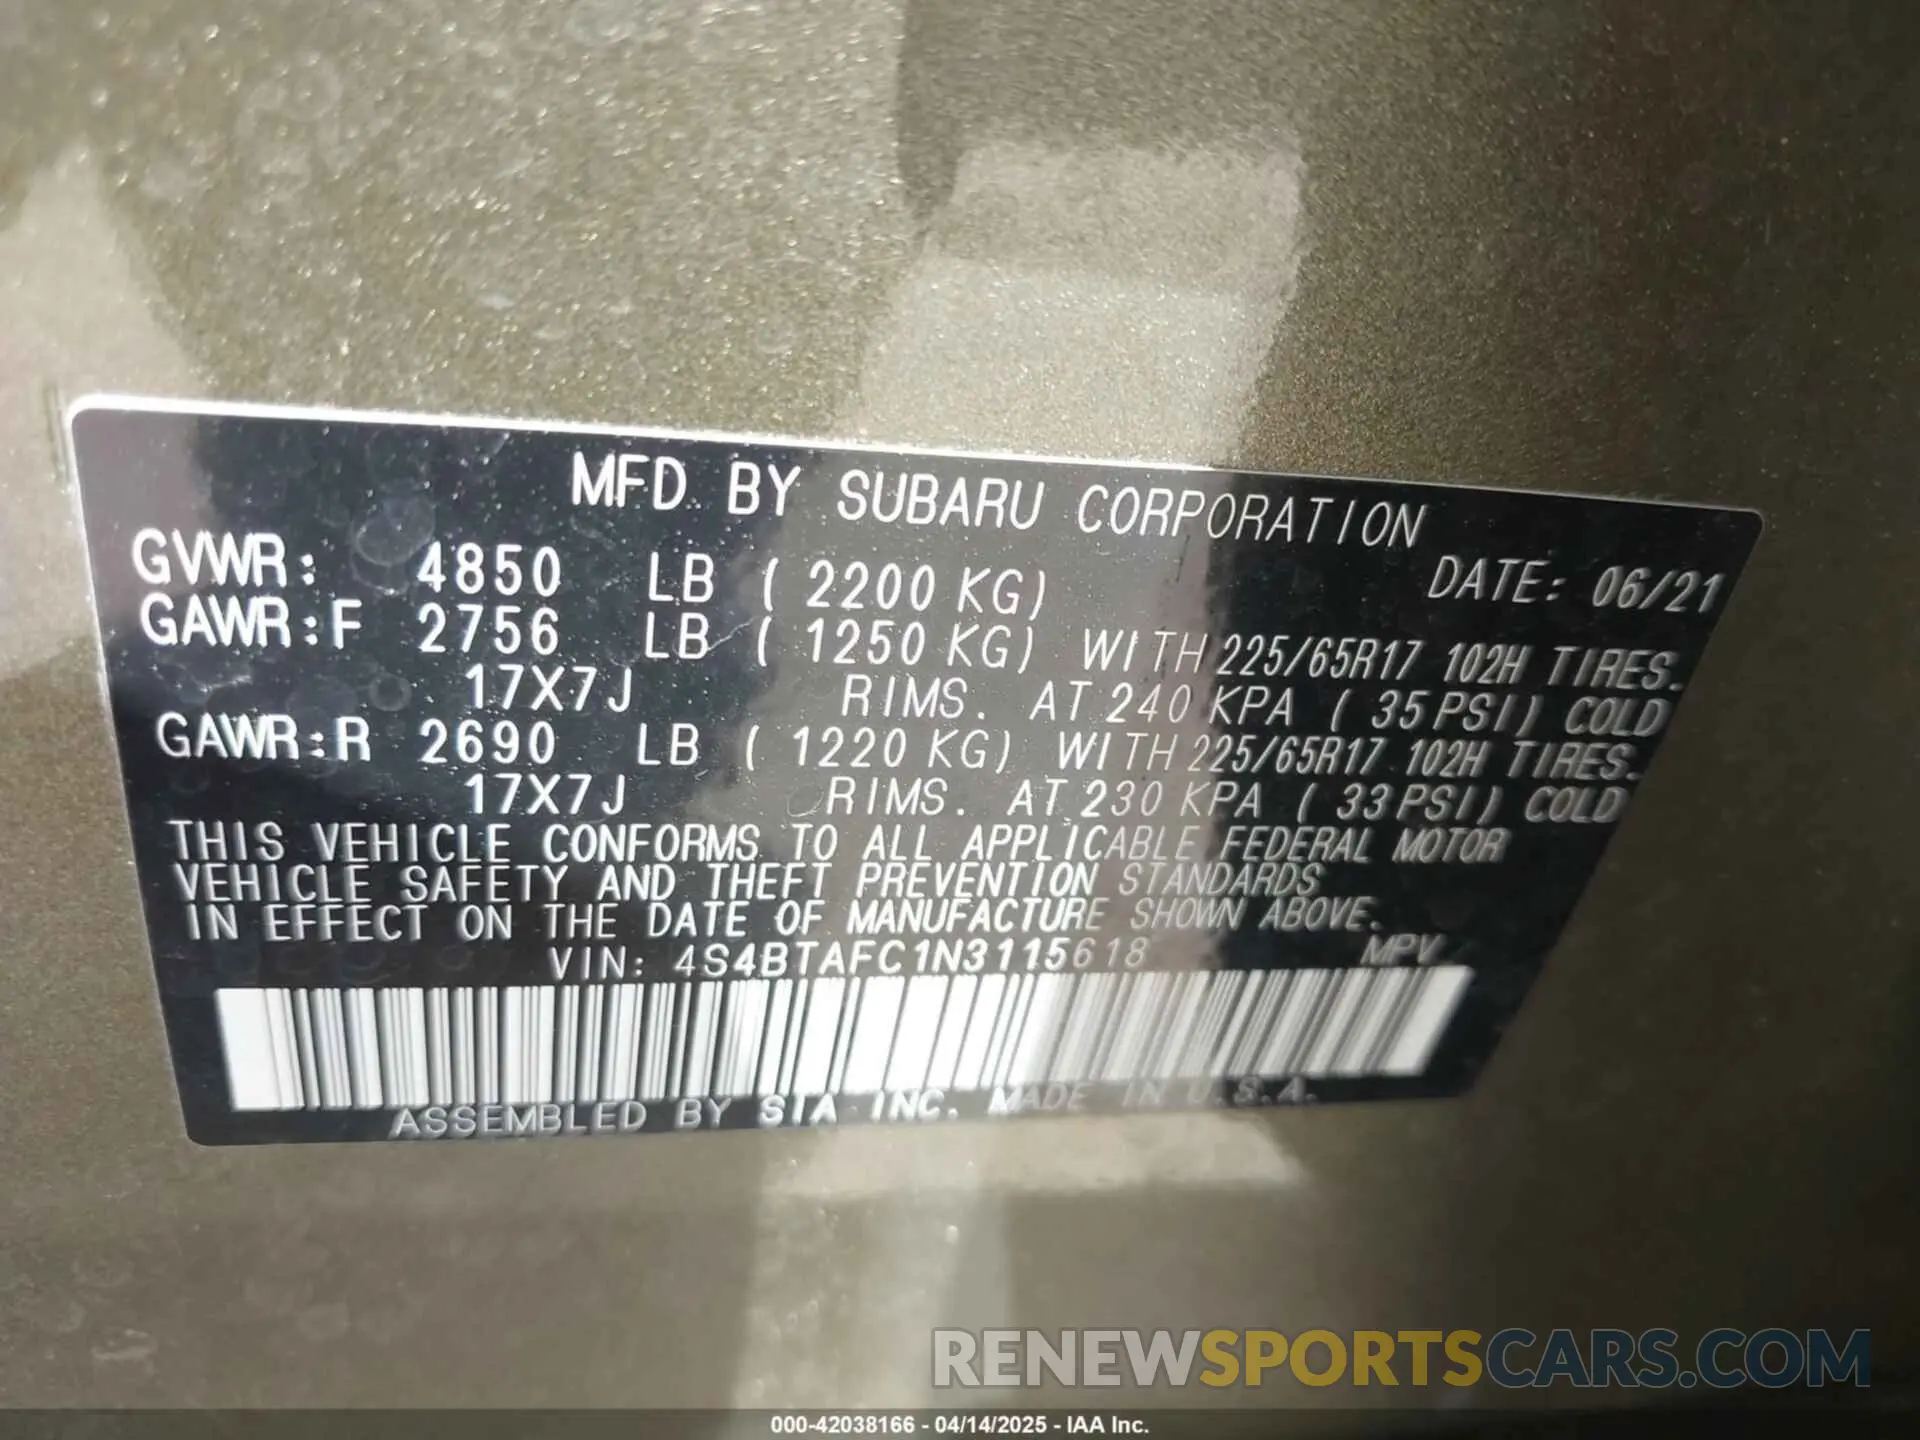 MFD. BY SUBARU CORPORATION
GVWR: 4850 LB ( 2200 KG) DATE: 06/21
GAWR:F 2756 LB ( 1250 KG) WITH 225/65R17 102H TIRES.
17X7J RIMS. AT 240 KPA ( 35 PSI) COLD
GAWR:R 2690 LB ( 1220 KG) WITH 225/65R17 102H TIRES.
17X7J RIMS. AT 230 KPA ( 33 PSI) COLD
THIS VEHICLE CONFORMS TO ALL APPLICABLE FEDERAL MOTOR
VEHICLE SAFETY AND THEFT PREVENTION STANDARDS
IN EFFECT ON THE DATE OF MANUFACTURE SHOWN ABOVE.
VIN: 4S4BTAFC1N3115618 MPV
ASSEMBLED BY SIA INC. MADE IN U.S.A.
RENEWSPORTSCARS.COM
000-42038166 - 04/14/2025 - IAA Inc.